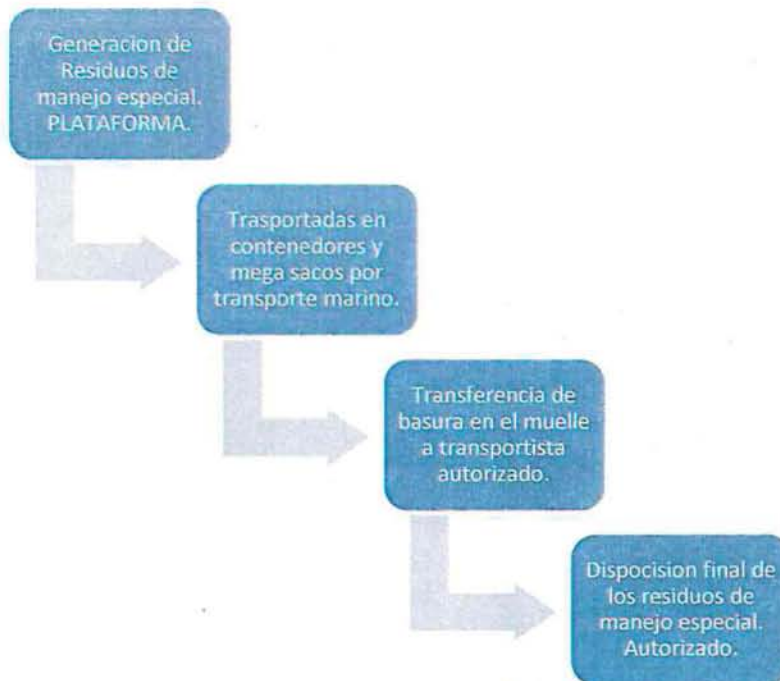 Generacion de
Residuos de
manejo especial.
PLATAFORMA.
Trasportadas en
contenedores y
mega sacos por
transporte marino.
Transferencia de
basura en el muelle
a transportista
autorizado.
Dispocision final de
los residuos de
manejo especial.
Autorizado.